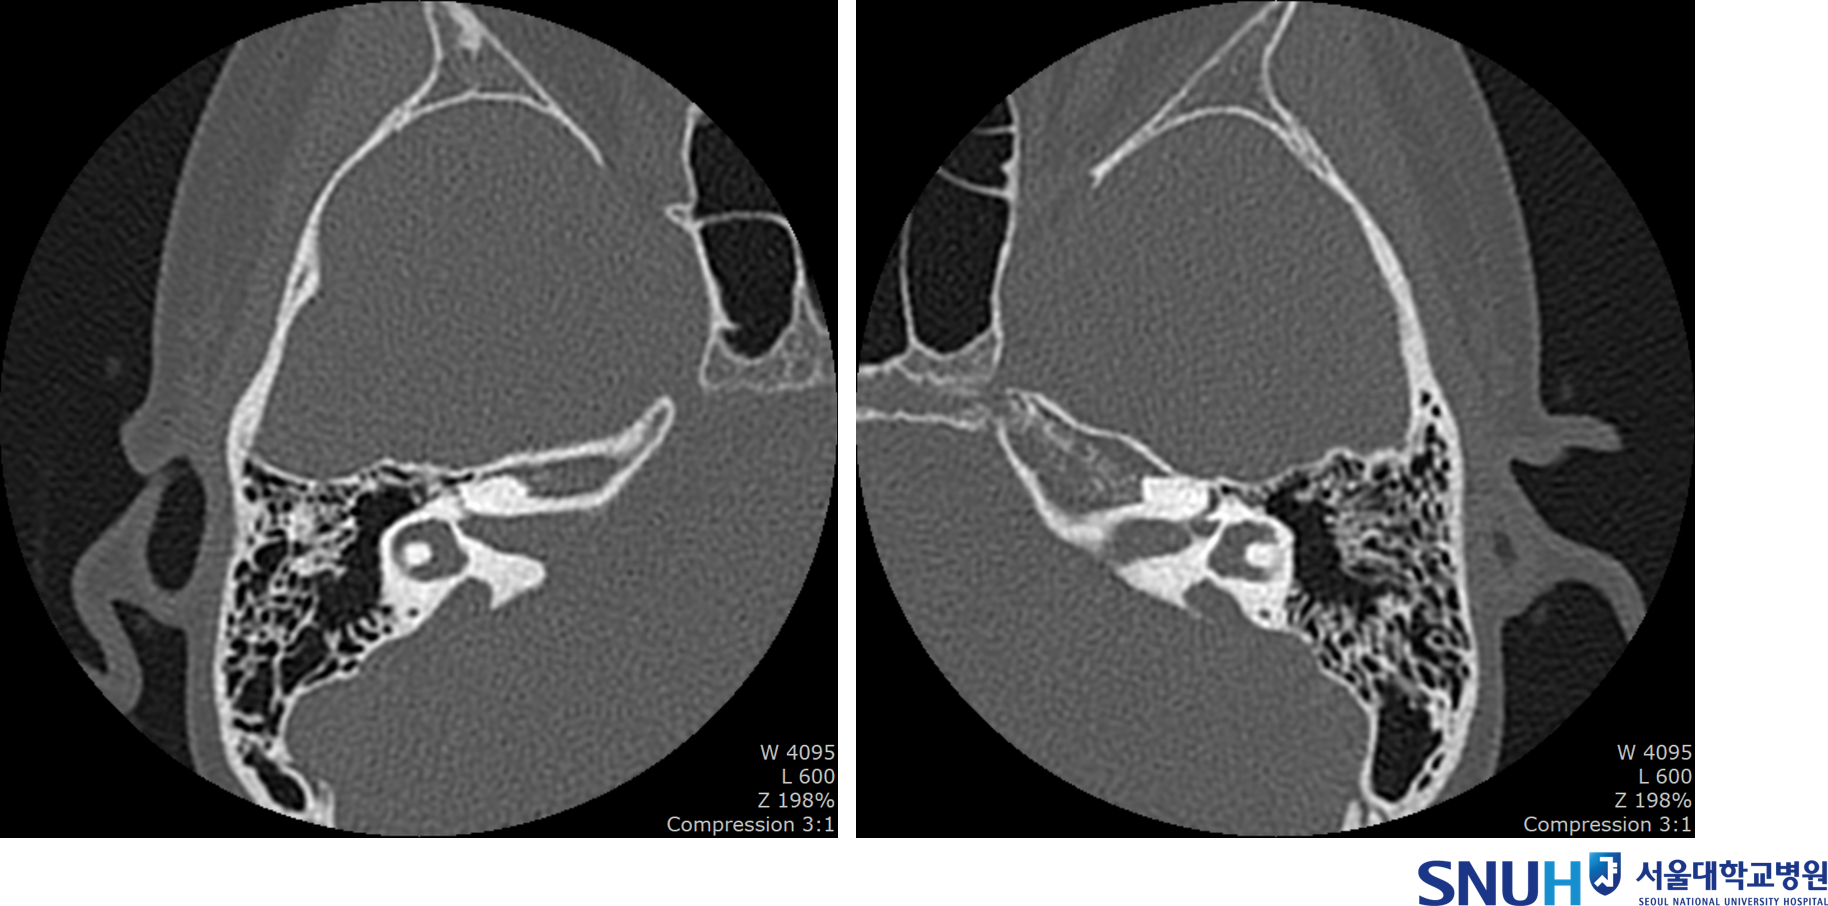 W 4095
L 600
Z 198%
Compression 3:1
W 4095
L 600
Z 198%
Compression 3:1
SNUH 서울대학교병원
SEOUL NATIONAL UNIVERSITY HOSPITAL